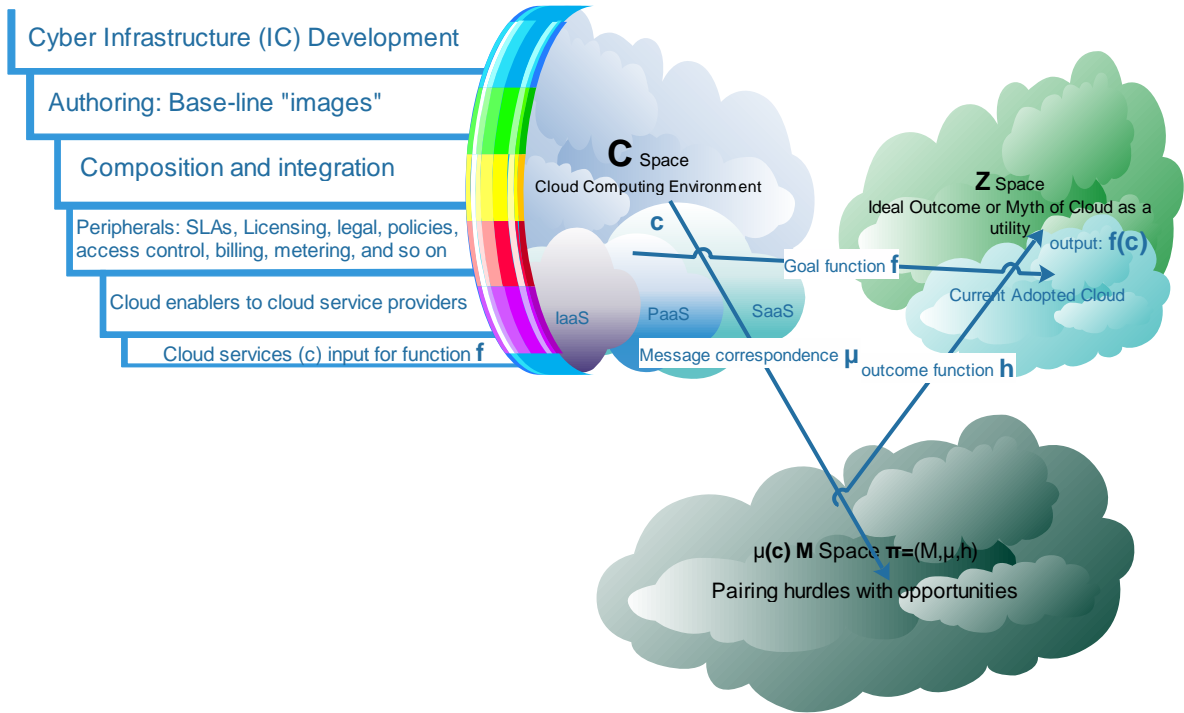 Cyber Infrastructure (IC) Development
Authoring: Base-line "images"
Composition and integration
Peripherals: SLAs, Licensing, legal, policies,
access control, billing, metering, and so on
Cloud enablers to cloud service providers
Cloud services (c) input for function f
C Space
Cloud Computing Environment
c
IaaS
PaaS
SaaS
Goal function f
Z Space
Ideal Outcome or Myth of Cloud as a
utility
output: f(c)
Current Adopted Cloud
Message correspondence μ
outcome function h
μ(c) M Space π=(M,μ,h)
Pairing hurdles with opportunities